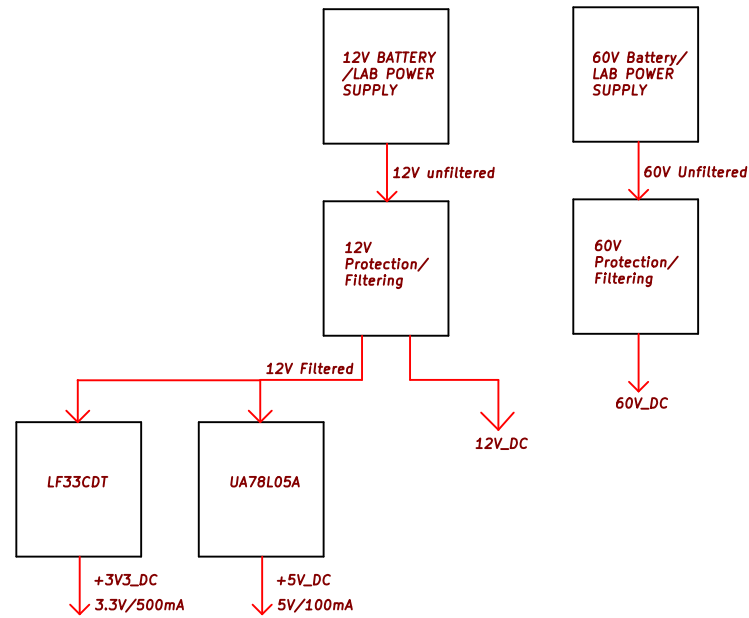 12V BATTERY
/LAB POWER
SUPPLY
60V Battery/
LAB POWER
SUPPLY
12V unfiltered
60V Unfiltered
12V
Protection/
Filtering
60V
Protection/
Filtering
12V Filtered
60V_DC
12V_DC
LF33CDT
UA78L05A
+3V3_DC
3.3V/500mA
+5V_DC
5V/100mA